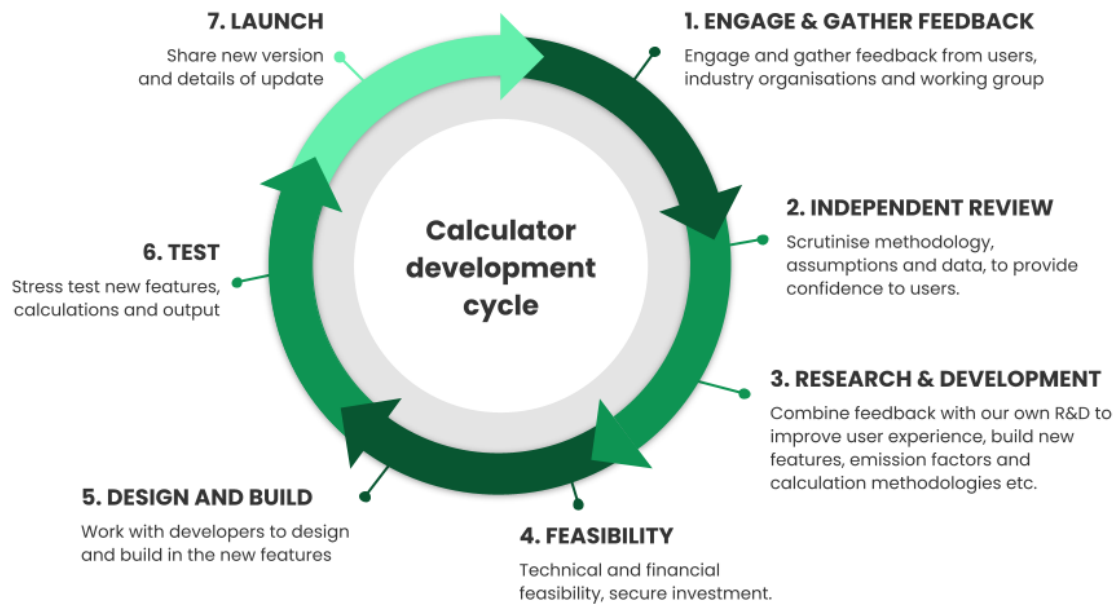 7. LAUNCH
Share new version
and details of update
1. ENGAGE & GATHER FEEDBACK
Engage and gather feedback from users,
industry organisations and working group
2. INDEPENDENT REVIEW
Scrutinise methodology,
assumptions and data, to provide
confidence to users.
Calculator
development
cycle
6. TEST
Stress test new features,
calculations and output
3. RESEARCH & DEVELOPMENT
Combine feedback with our own R&D to
improve user experience, build new
features, emission factors and
calculation methodologies etc.
5. DESIGN AND BUILD
Work with developers to design
and build in the new features
4. FEASIBILITY
Technical and financial
feasibility, secure investment.